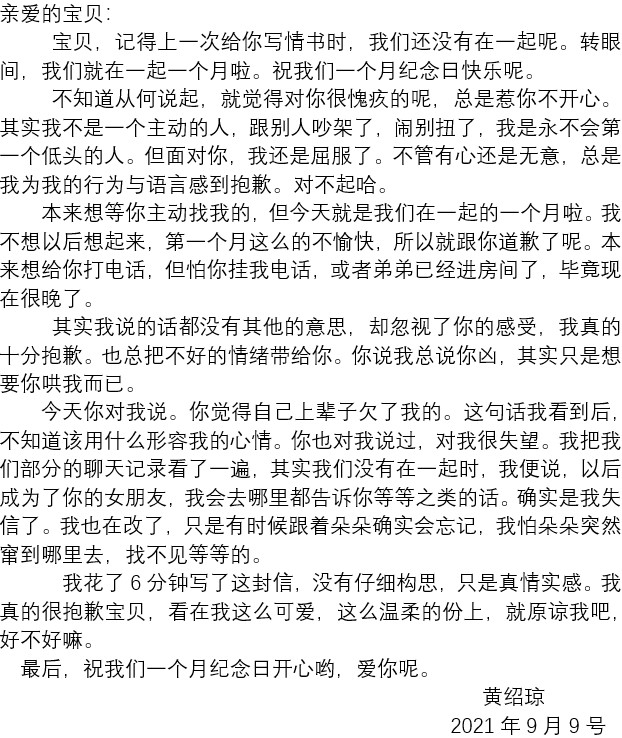 亲爱的宝贝：
宝贝，记得上一次给你写情书时，我们还没有在一起呢。转眼
间，我们就在一起一个月啦。祝我们一个月纪念日快乐呢。
不知道从何说起，就觉得对你很愧疚的呢，总是惹你不开心。
其实我不是一个主动的人，跟别人吵架了，闹别扭了，我是永不会第
一个低头的人。但面对你，我还是屈服了。不管有心还是无意，总是
我为我的行为与语言感到抱歉。对不起哈。
本来想等你主动找我的，但今天就是我们在一起的一个月啦。我
不想以后想起来，第一个月这么的不愉快，所以就跟你道歉了呢。本
来想给你打电话，但怕你挂我电话，或者弟弟已经进房间了，毕竟现
在很晚了。
其实我说的话都没有其他的意思，却忽视了你的感受，我真的
十分抱歉。也总把不好的情绪带给你。你说我总说你凶，其实只是想
要你哄我而已。
今天你对我说。你觉得自己上辈子欠了我的。这句话我看到后，
不知道该用什么形容我的心情。你也对我说过，对我很失望。我把我
们部分的聊天记录看了一遍，其实我们没有在一起时，我便说，以后
成为了你的女朋友，我会去哪里都告诉你等等之类的话。确实是我失
信了。我也在改了，只是有时候跟着朵朵确实会忘记，我怕朵朵突然
窜到哪里去，找不见等等的。
我花了6分钟写了这封信，没有仔细构思，只是真情实感。我
真的很抱歉宝贝，看在我这么可爱，这么温柔的份上，就原谅我吧，
好不好嘛。
最后，祝我们一个月纪念日开心哟，爱你呢。
黄绍琼
2021年9月9号